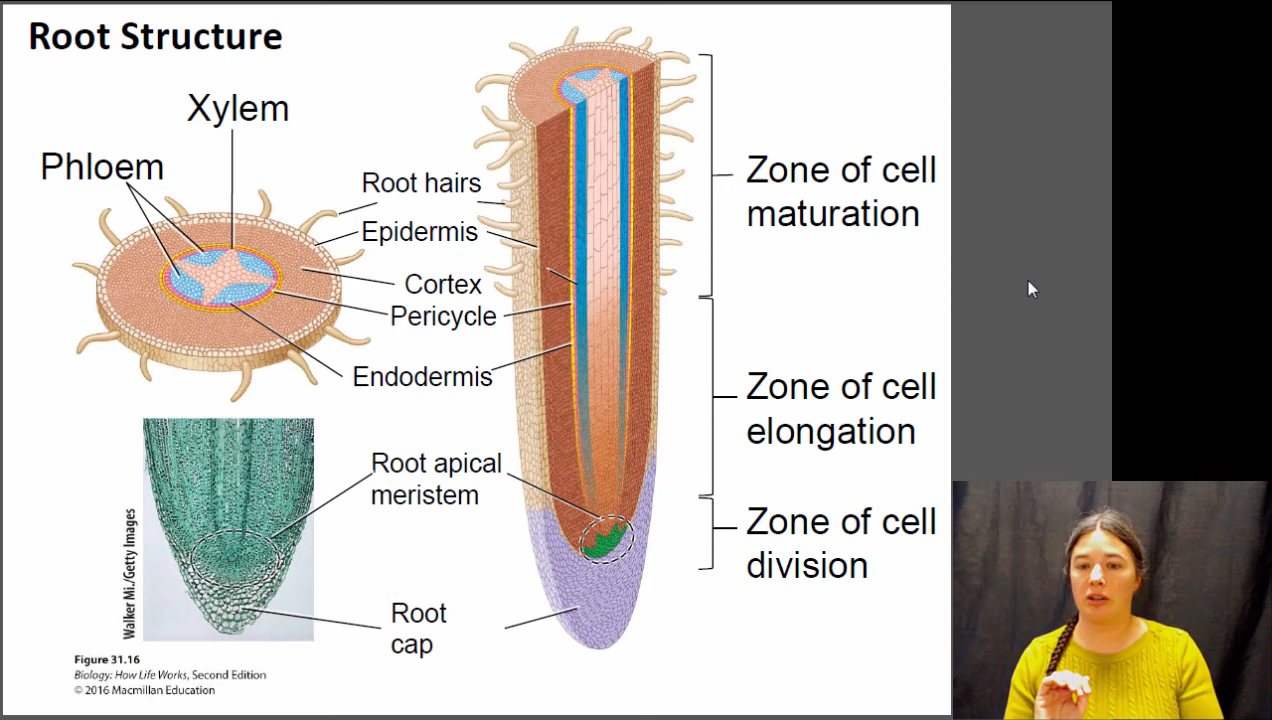 Root Structure
Xylem
Phloem
Root hairs
Epidermis
Cortex
Pericycle
Endodermis
Root apical
meristem
Root
cap
Zone of cell
maturation
Zone of cell
elongation
Zone of cell
division
Walker Mi./Getty Images
Figure 31.16
Biology: How Life Works, Second Edition
© 2016 Macmillan Education